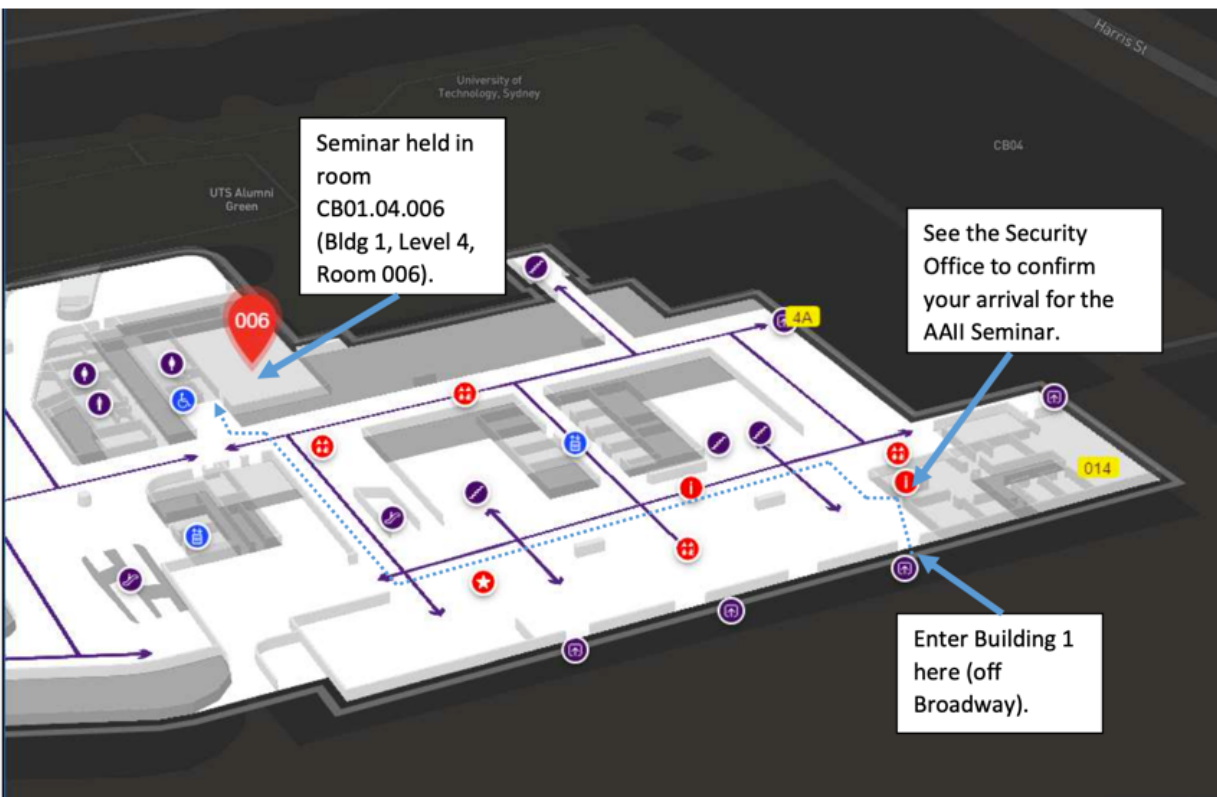 Harris St
University of
Technology, Sydney
CB04
Seminar held in
room
CB01.04.006
(Bldg 1, Level 4,
Room 006).
UTS Alumni
Green
See the Security
Office to confirm
your arrival for the
AAII Seminar.
006
4A
014
Enter Building 1
here (off
Broadway).